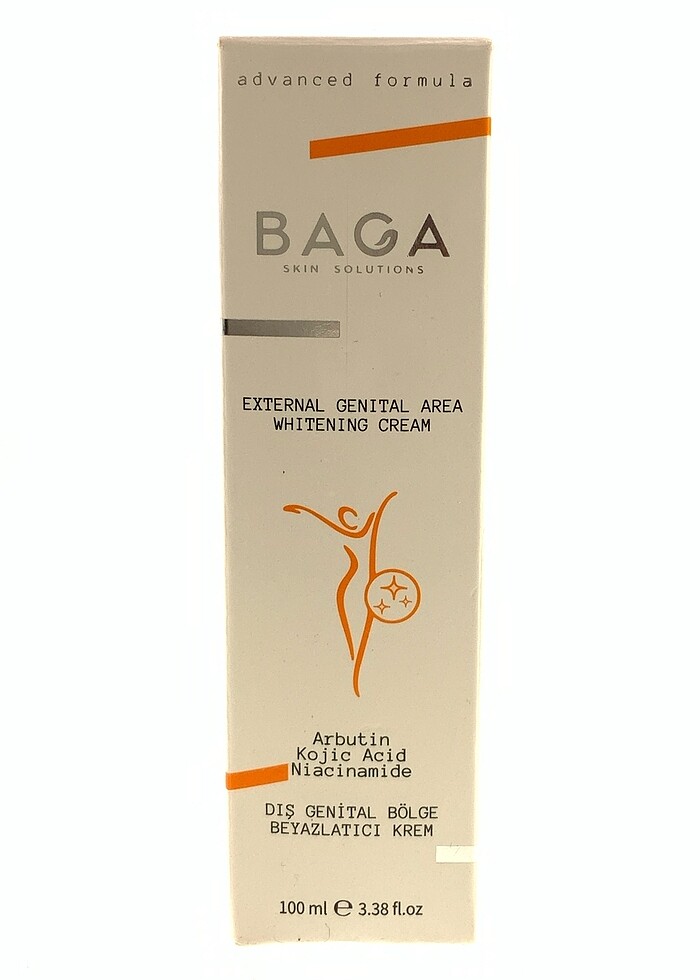 advanced formula
BAGA
SKIN SOLUTIONS
EXTERNAL GENITAL AREA
WHITENING CREAM
Arbutin
Kojic Acid
Niacinamide
DIŞ GENİTAL BÖLGE
BEYAZLATICI KREM
100 ml ℮ 3.38 fl.oz